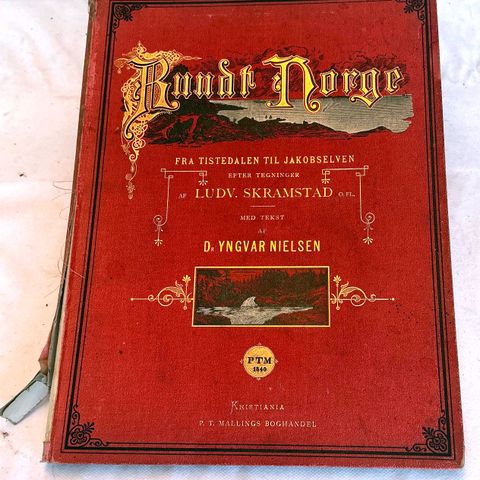 Rundt Norge
FRA TISTEDALEN TIL JAKOBSELVEN
EFTER TEGNINGER
AF LUDV. SKRAMSTAD O. FL.
MED TEKST
AF
DR YNGVAR NIELSEN
PTM
1840
KRISTIANIA
P. T. MALLINGS BOGHANDEL